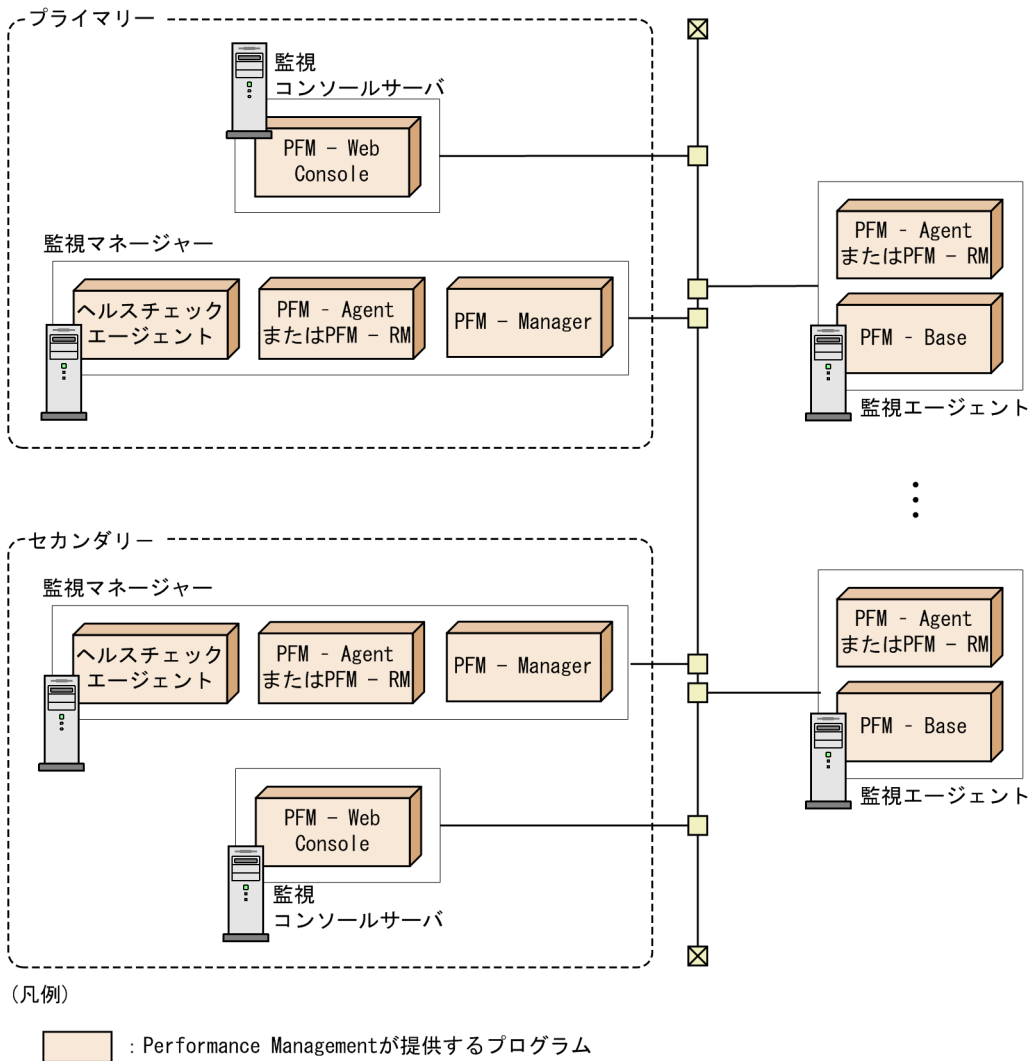 プライマリー
監視
コンソールサーバ
PFM − Web
Console
監視マネージャー
ヘルスチェック
エージェント
PFM - Agent
またはPFM − RM
PFM − Manager
PFM - Agent
またはPFM − RM
PFM - Base
監視エージェント
セカンダリー
監視マネージャー
ヘルスチェック
エージェント
PFM - Agent
またはPFM − RM
PFM − Manager
PFM - Agent
またはPFM − RM
PFM - Base
監視エージェント
PFM − Web
Console
監視
コンソールサーバ
(凡例)
：Performance Managementが提供するプログラム